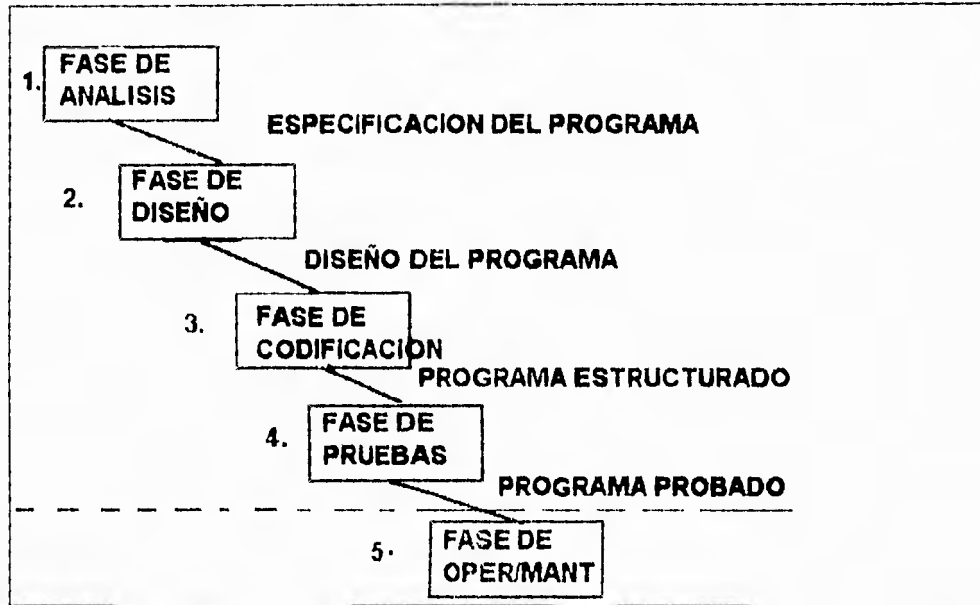 1. FASE DE
ANALISIS
ESPECIFICACION DEL PROGRAMA
2. FASE DE
DISEÑO
DISEÑO DEL PROGRAMA
3. FASE DE
CODIFICACION
PROGRAMA ESTRUCTURADO
4. FASE DE
PRUEBAS
PROGRAMA PROBADO
5. FASE DE
OPER/MANT